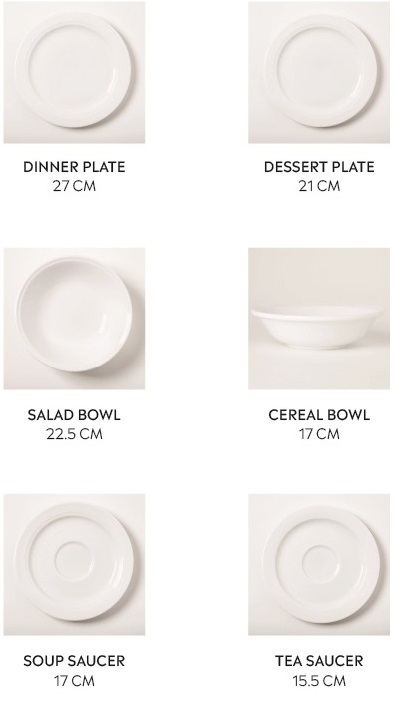 DINNER PLATE
27 CM
DESSERT PLATE
21 CM
SALAD BOWL
22.5 CM
CEREAL BOWL
17 CM
SOUP SAUCER
17 CM
TEA SAUCER
15.5 CM